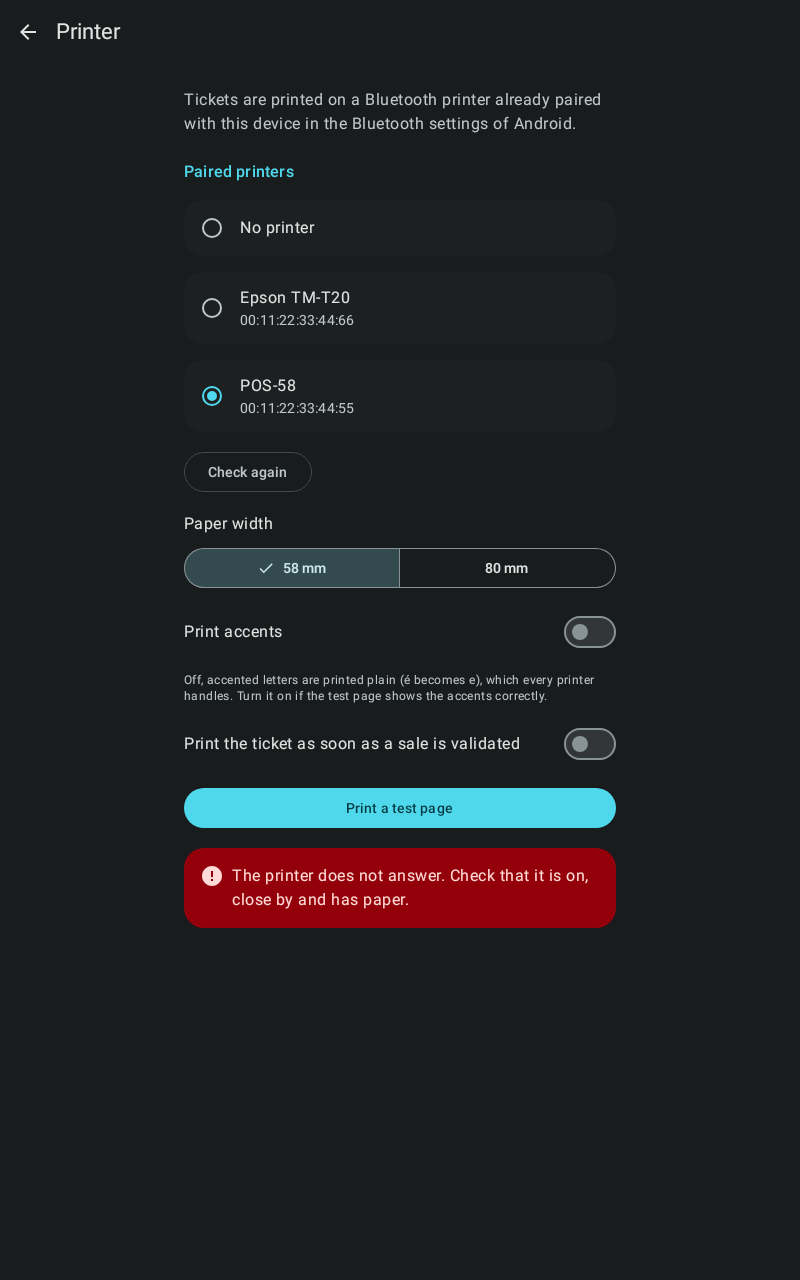 Printer
Tickets are printed on a Bluetooth printer already paired
with this device in the Bluetooth settings of Android.
Paired printers
No printer
Epson TM-T20
00:11:22:33:44:66
POS-58
00:11:22:33:44:55
Check again
Paper width
58 mm
80 mm
Print accents
Off, accented letters are printed plain (é becomes e), which every printer
handles. Turn it on if the test page shows the accents correctly.
Print the ticket as soon as a sale is validated
Print a test page
The printer does not answer. Check that it is on,
close by and has paper.